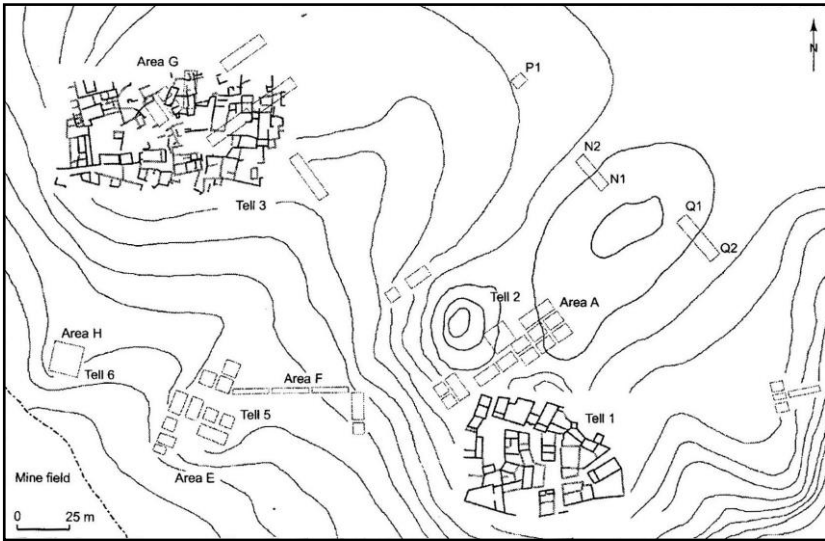 Area G
P1
N
N2
N1
Tell 3
Q1
Q2
Tell 2
Area A
Area H
Tell 6
Area F
Tell 5
Tell 1
Area E
Mine field
0 25 m